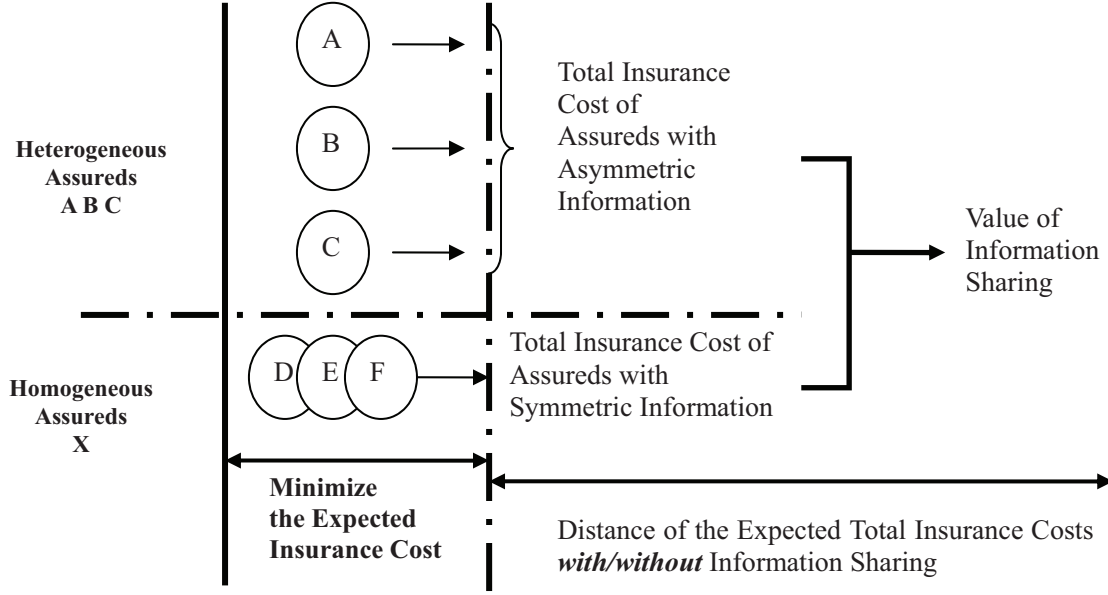 Heterogeneous
Assureds
A B C
A
B
C
Total Insurance
Cost of
Assureds with
Asymmetric
Information
Value of
Information
Sharing
Homogeneous
Assureds
X
D E F
Total Insurance Cost of
Assureds with
Symmetric Information
Minimize
the Expected
Insurance Cost
Distance of the Expected Total Insurance Costs
with/without Information Sharing